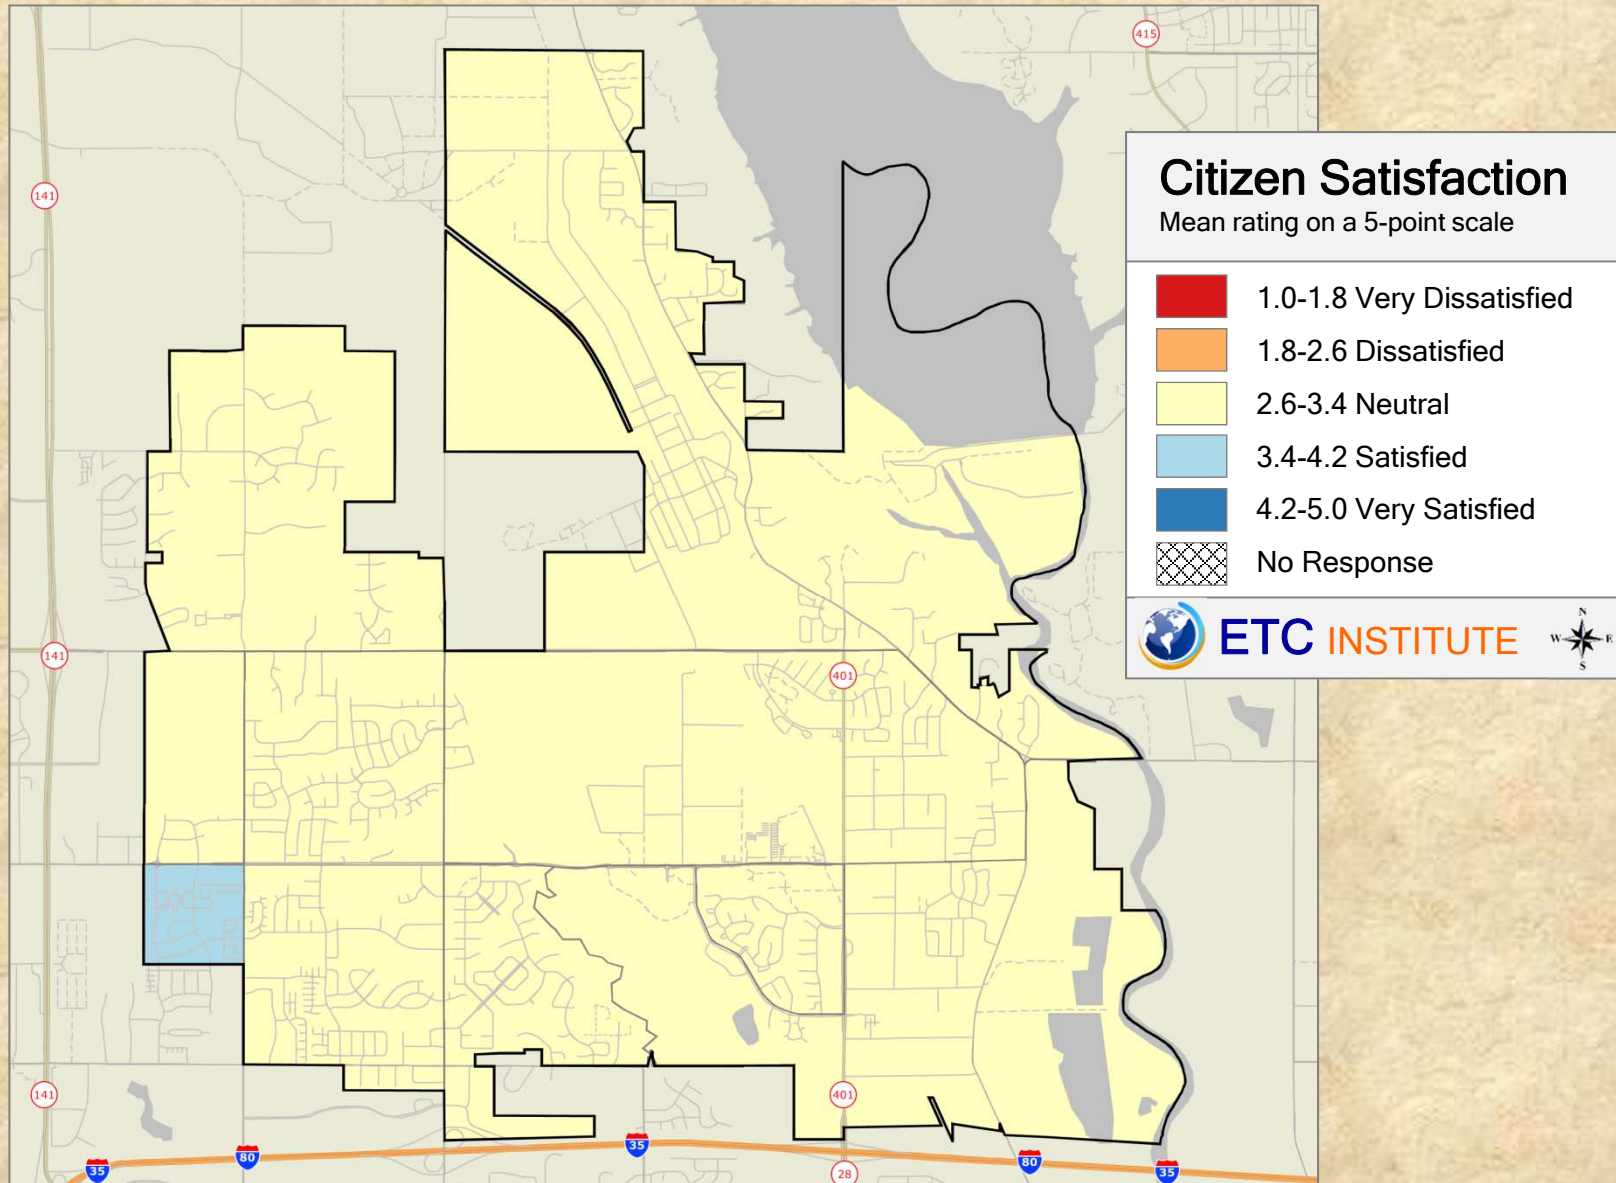 415
141
Citizen Satisfaction
Mean rating on a 5-point scale
1.0-1.8 Very Dissatisfied
1.8-2.6 Dissatisfied
2.6-3.4 Neutral
3.4-4.2 Satisfied
4.2-5.0 Very Satisfied
No Response
ETC INSTITUTE
N
W E
S
141
401
141
401
35
80
35
80
35
28